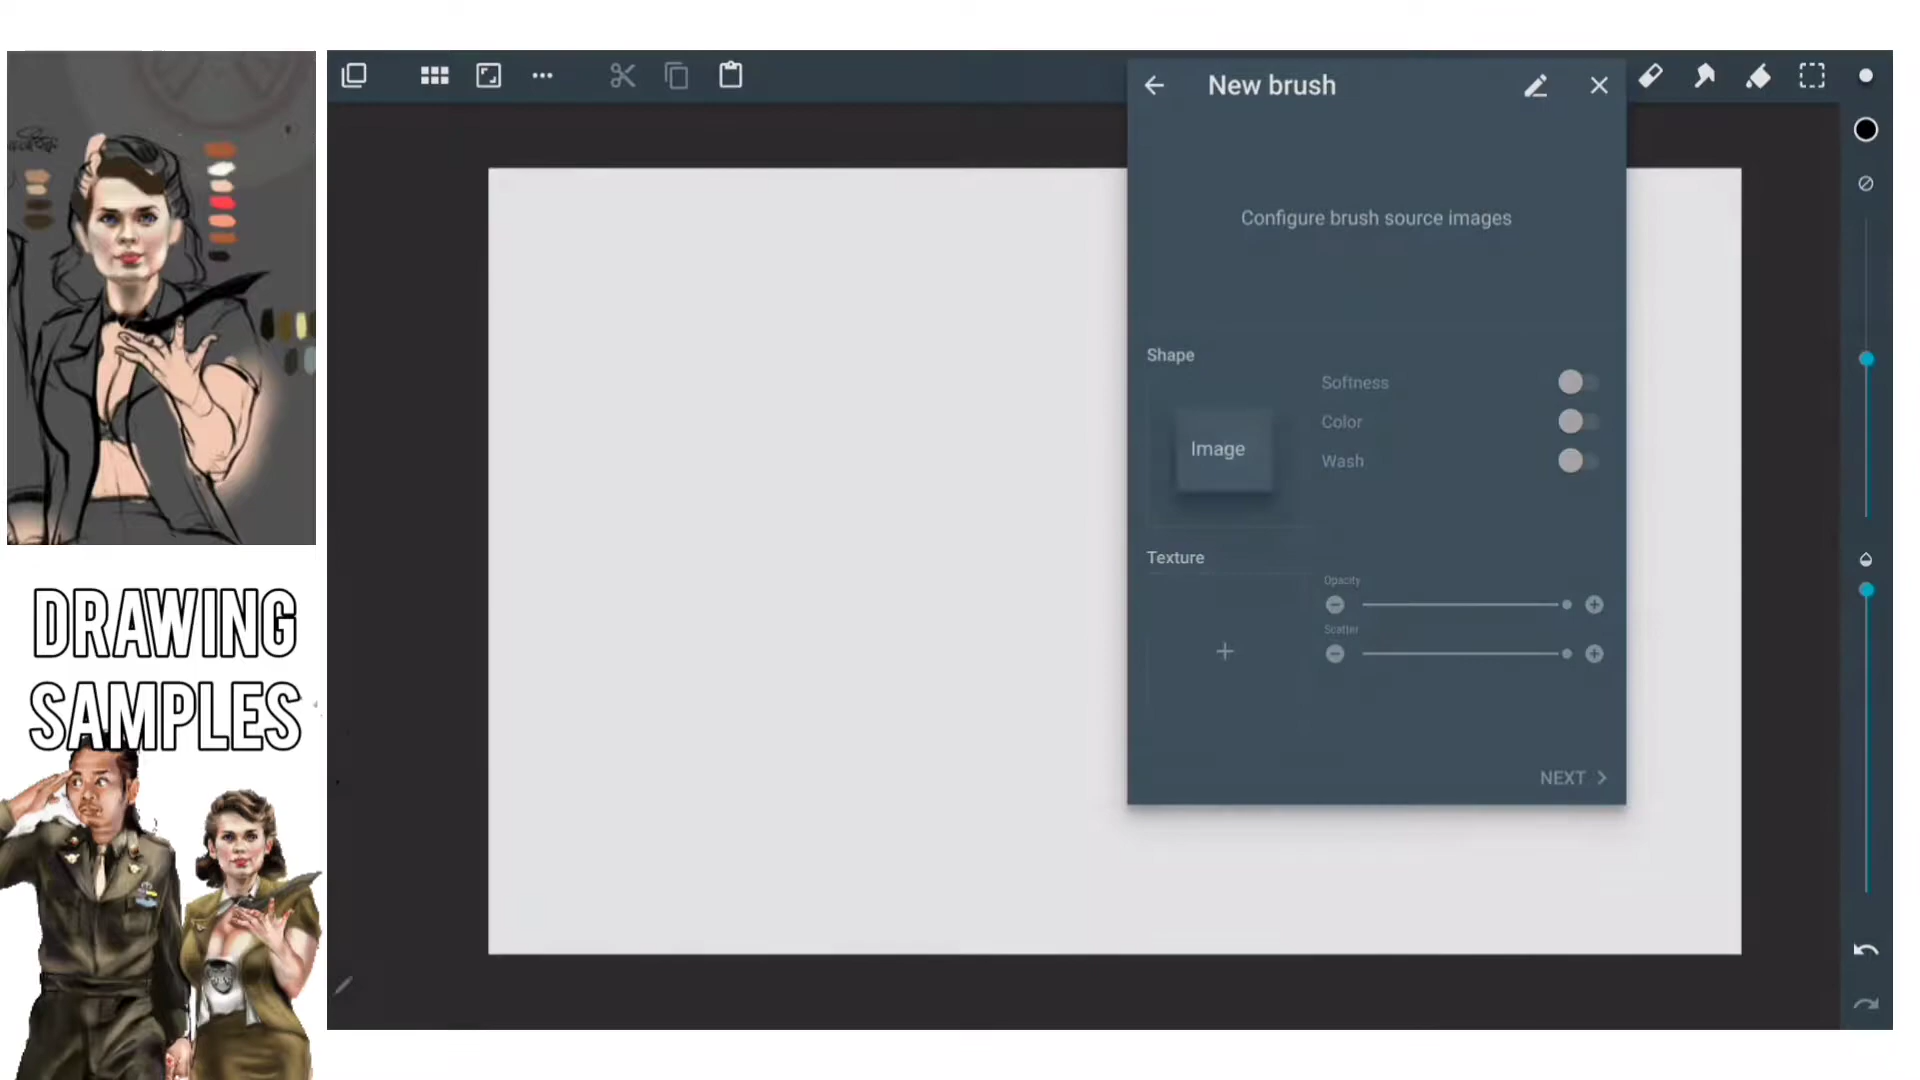 New brush
Configure brush source images
Shape
Softness
Color
Image
Wash
Texture
Opacity
Scatter
NEXT
DRAWING
SAMPLES